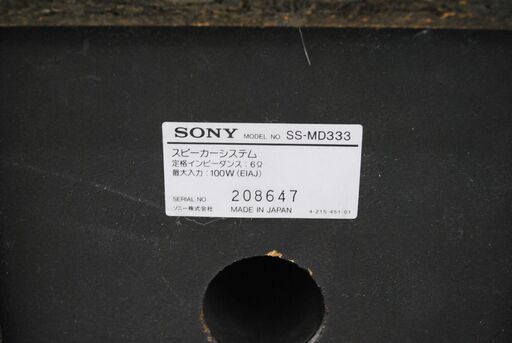 SONY MODEL NO. SS-MD333
スピーカーシステム
定格インピーダンス:6Ω
最大入力:100W(EIAJ)
SERIAL NO 208647
ソニー株式会社 MADE IN JAPAN 4-215-451-01